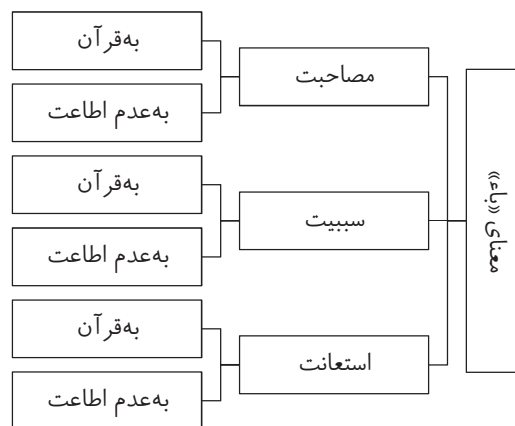 معنای «باء»
مصاحبت
به‌قرآن
به‌عدم اطاعت
سببیت
به‌قرآن
به‌عدم اطاعت
استعانت
به‌قرآن
به‌عدم اطاعت